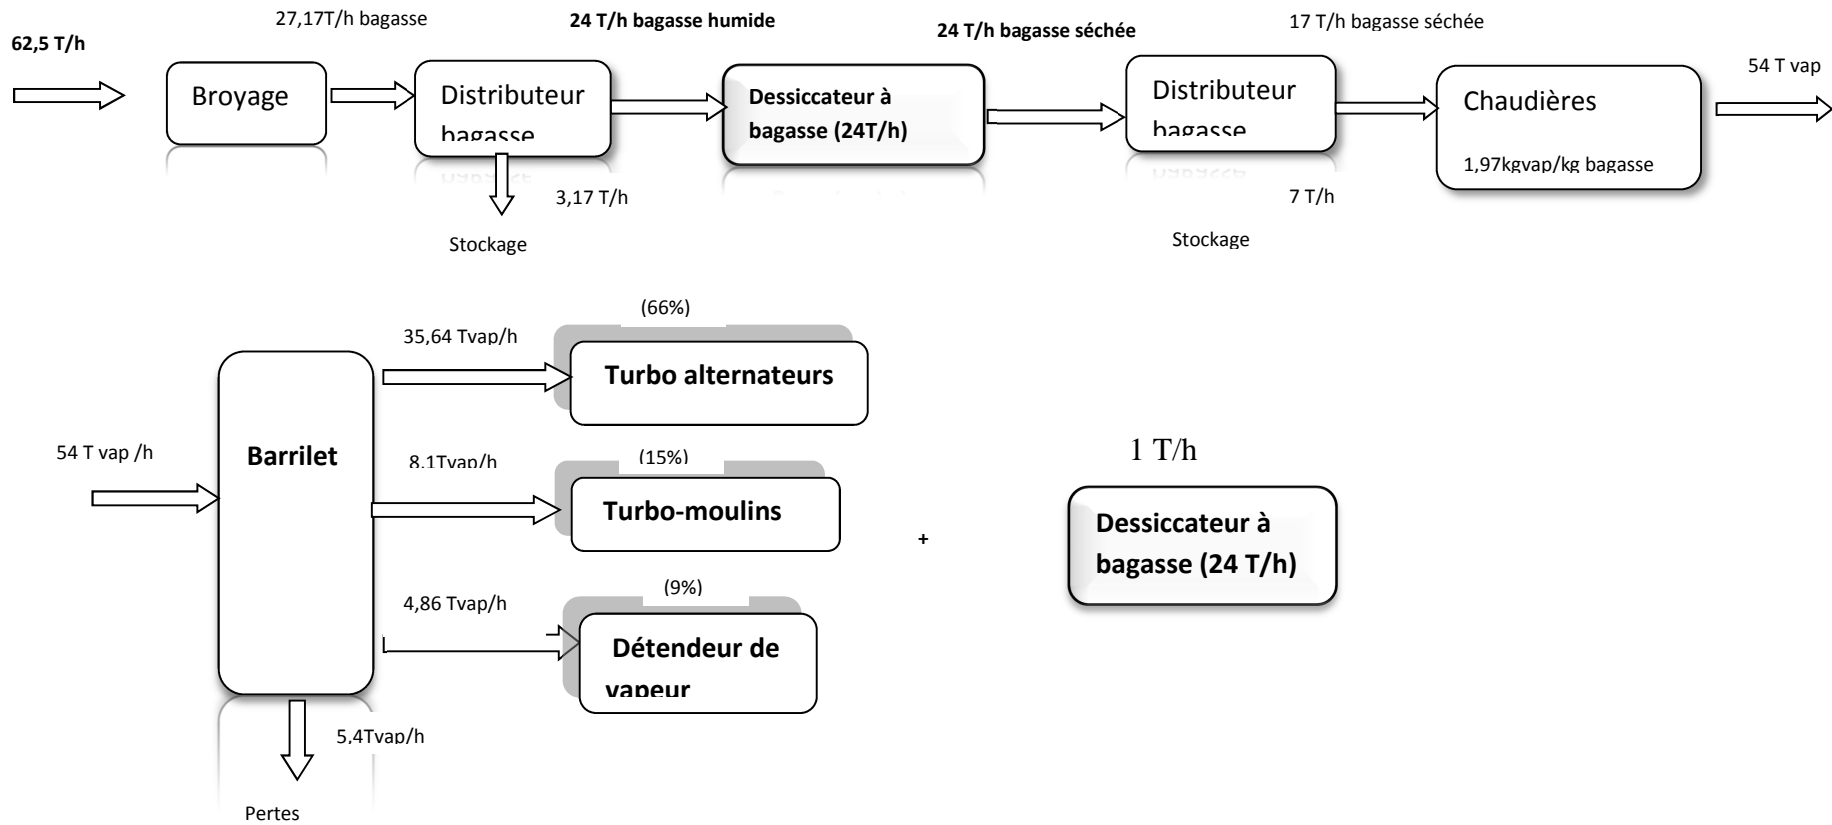 62,5 T/h
27,17T/h bagasse
24 T/h bagasse humide
24 T/h bagasse séchée
17 T/h bagasse séchée
54 T vap
Broyage
Distributeur
bagasse
Dessiccateur à
bagasse (24T/h)
Distributeur
bagasse
Chaudières
1,97kgvap/kg bagasse
3,17 T/h
Stockage
7 T/h
Stockage
(66%)
35,64 Tvap/h
Turbo alternateurs
54 T vap /h
Barrilet
8,1Tvap/h
(15%)
Turbo-moulins
+
1 T/h
Dessiccateur à
bagasse (24 T/h)
(9%)
4,86 Tvap/h
Détendeur de
vapeur
5,4Tvap/h
Pertes